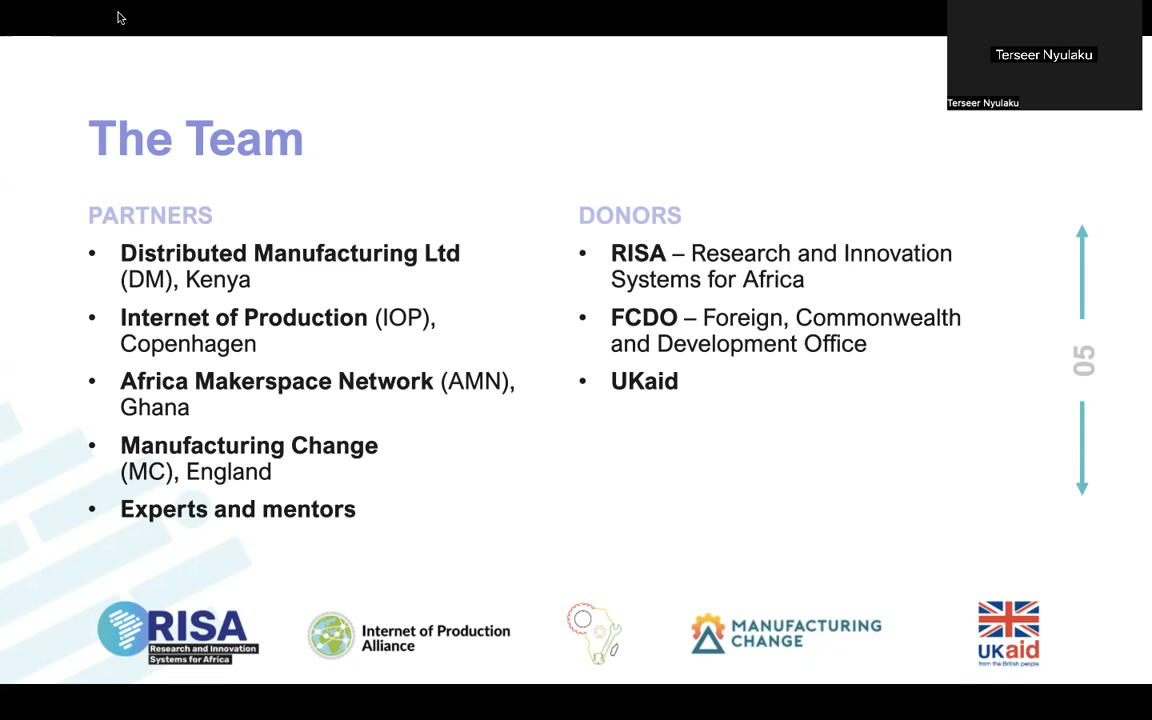 Terseer Nyulaku
Terseer Nyulaku
The Team
PARTNERS
• Distributed Manufacturing Ltd
(DM), Kenya
• Internet of Production (IOP),
Copenhagen
• Africa Makerspace Network (AMN),
Ghana
• Manufacturing Change
(MC), England
• Experts and mentors
DONORS
• RISA – Research and Innovation
Systems for Africa
• FCDO – Foreign, Commonwealth
and Development Office
• UKaid
05
RISA
Research and Innovation
Systems for Africa
Internet of Production
Alliance
MANUFACTURING
CHANGE
UKaid
from the British people